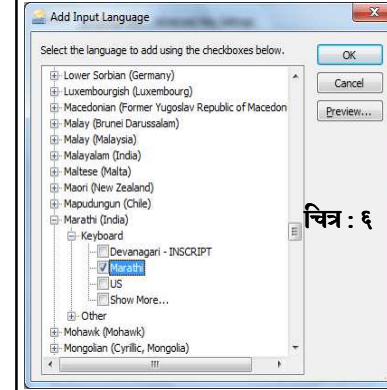 Add Input Language
Select the language to add using the checkboxes below.
OK
Cancel
Preview...
Lower Sorbian (Germany)
Luxembourgish (Luxembourg)
Macedonian (Former Yugoslav Republic of Macedon
Malay (Brunei Darussalam)
Malay (Malaysia)
Malayalam (India)
Maltese (Malta)
Maori (New Zealand)
Mapudungun (Chile)
Marathi (India)
Keyboard
Devanagari - INSCRIPT
Marathi
US
Show More...
Other
Mohawk (Mohawk)
Mongolian (Cyrillic, Mongolia)
चित्र : ६